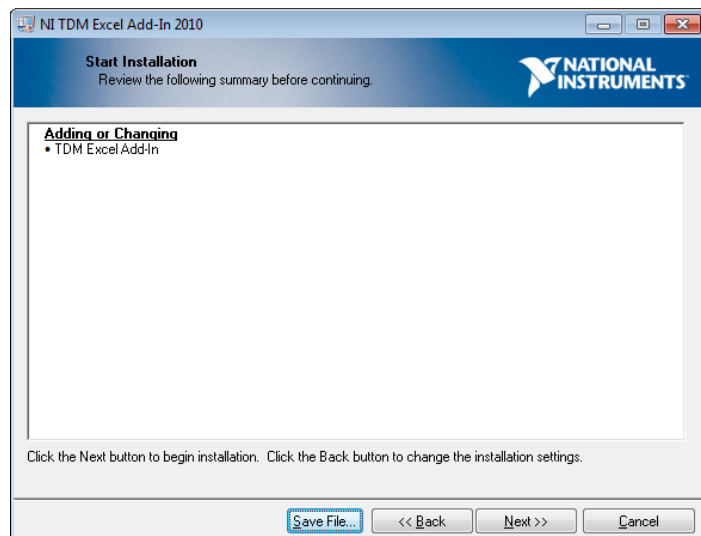 NI TDM Excel Add-In 2010
Start Installation
Review the following summary before continuing.
NATIONAL
INSTRUMENTS
Adding or Changing
• TDM Excel Add-In
Click the Next button to begin installation.  Click the Back button to change the installation settings.
Save File...
<< Back
Next >>
Cancel